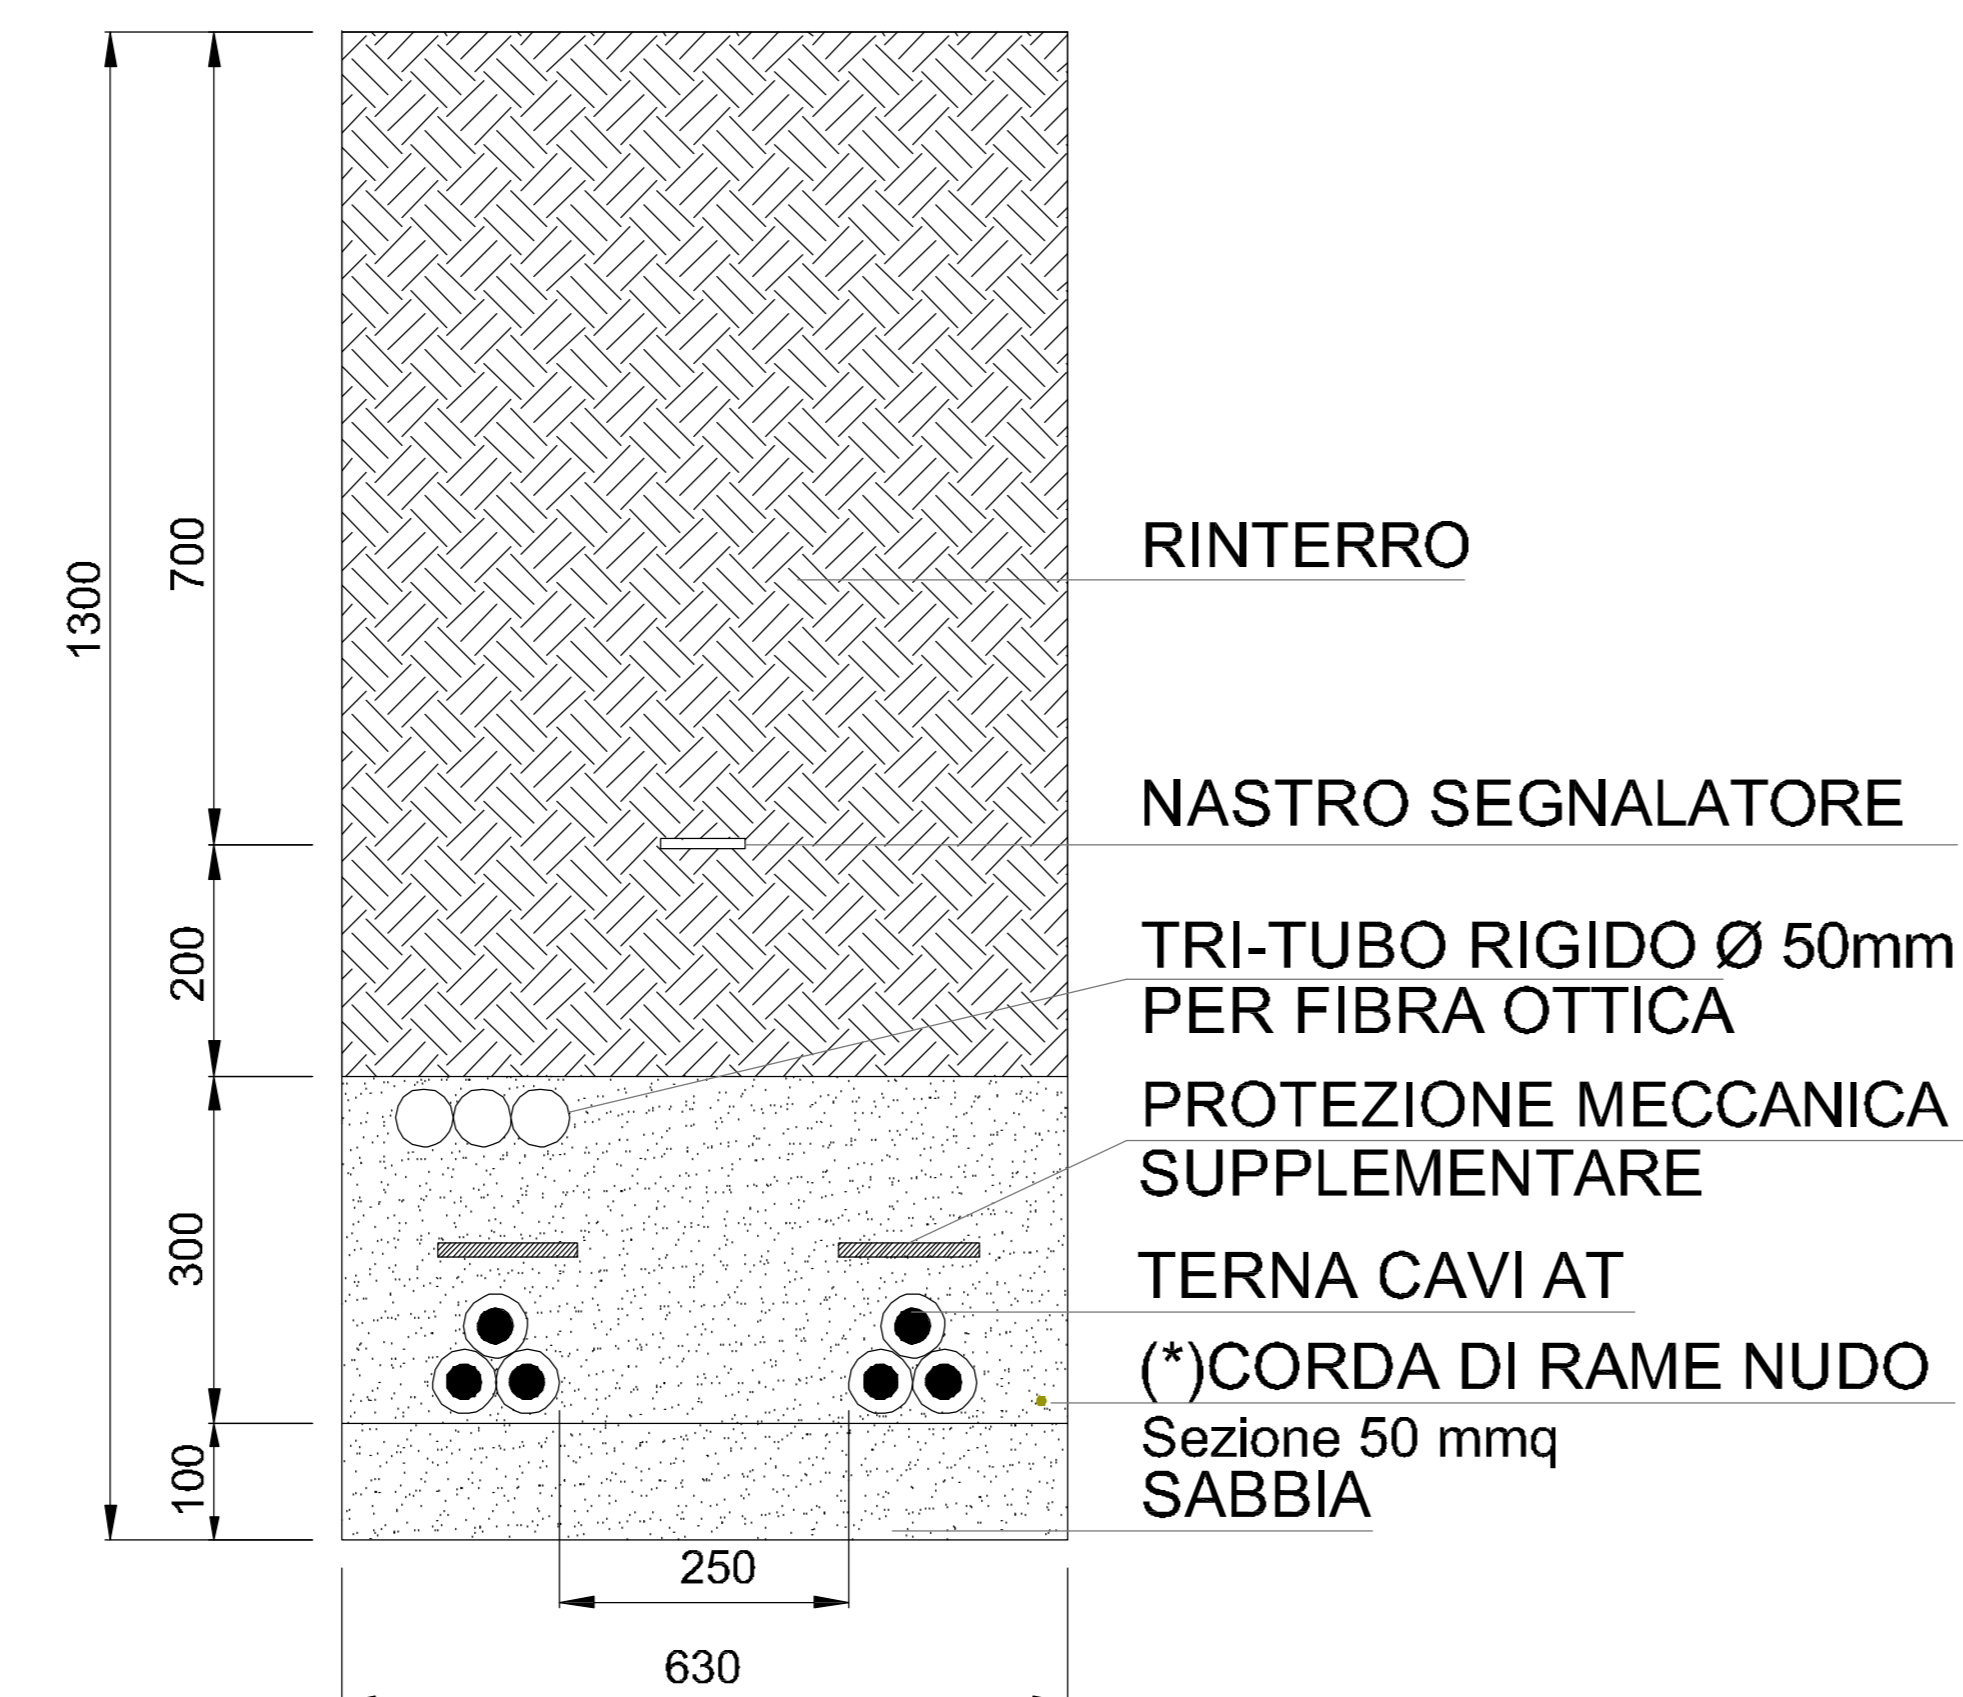 1300
700
200
300
100
RINTERRO
NASTRO SEGNALATORE
TRI-TUBO RIGIDO Ø 50mm
PER FIBRA OTTICA
PROTEZIONE MECCANICA
SUPPLEMENTARE
TERNA CAVI AT
(*)CORDA DI RAME NUDO
Sezione 50 mmq
SABBIA
250
630